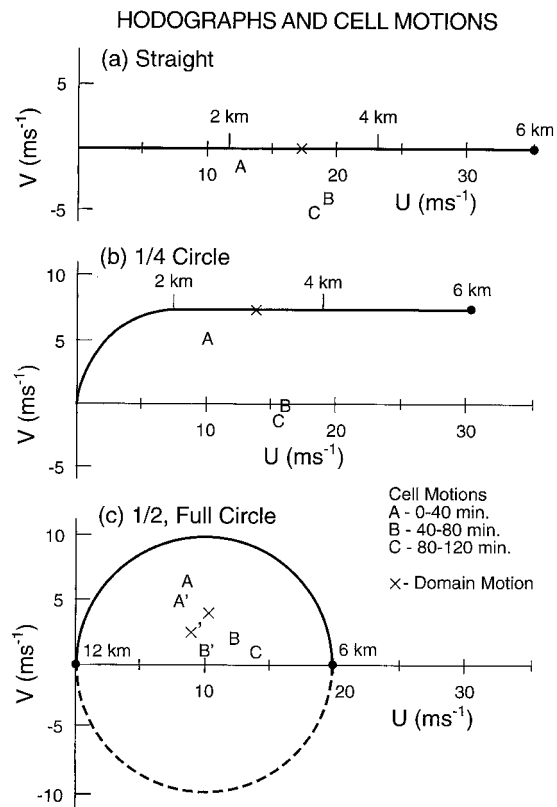 HODOGRAPHS AND CELL MOTIONS
(a) Straight
5
2 km
4 km
6 km
V (ms⁻¹)
A
10
20
30
B
C
U (ms⁻¹)
-5
(b) 1/4 Circle
10
2 km
4 km
6 km
5
A
V (ms⁻¹)
B
C
10
20
30
U (ms⁻¹)
-5
Cell Motions
A - 0-40 min.
B - 40-80 min.
C - 80-120 min.
×- Domain Motion
(c) 1/2, Full Circle
10
A
5
A'
×
×'
B
B'
C
12 km
6 km
V (ms⁻¹)
10
20
30
U (ms⁻¹)
-5
-10